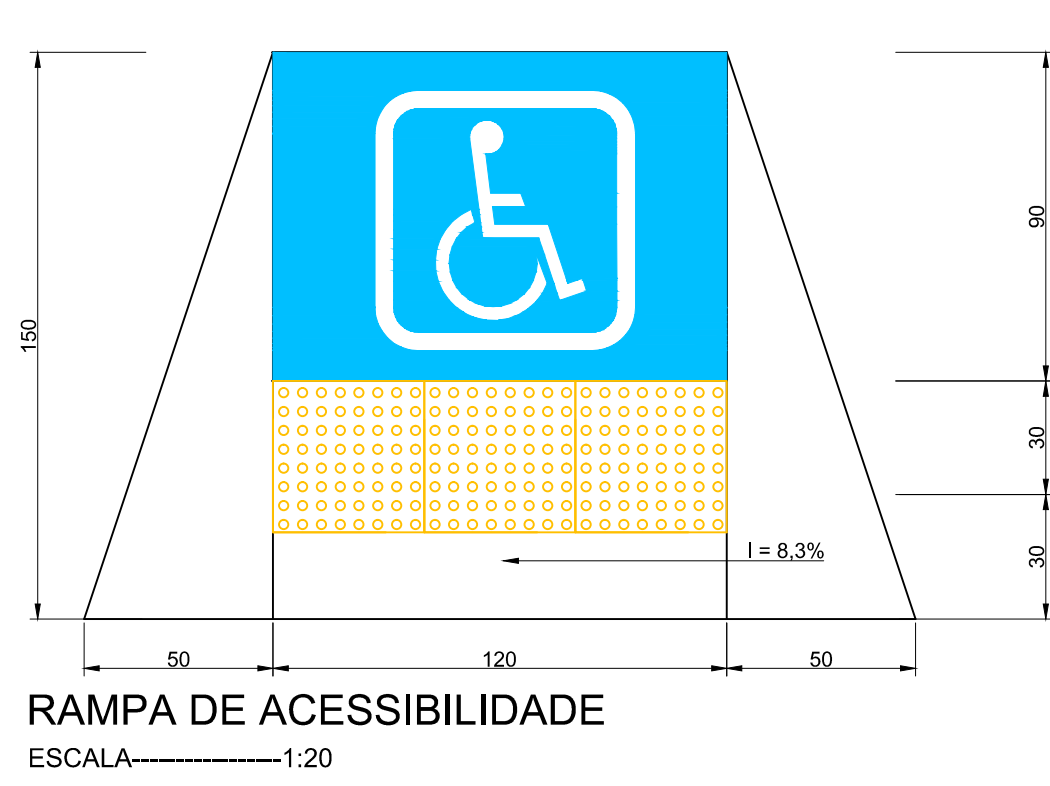 90
150
30
30
I = 8,3%
50
120
50
RAMPA DE ACESSIBILIDADE
ESCALA------------------1:20